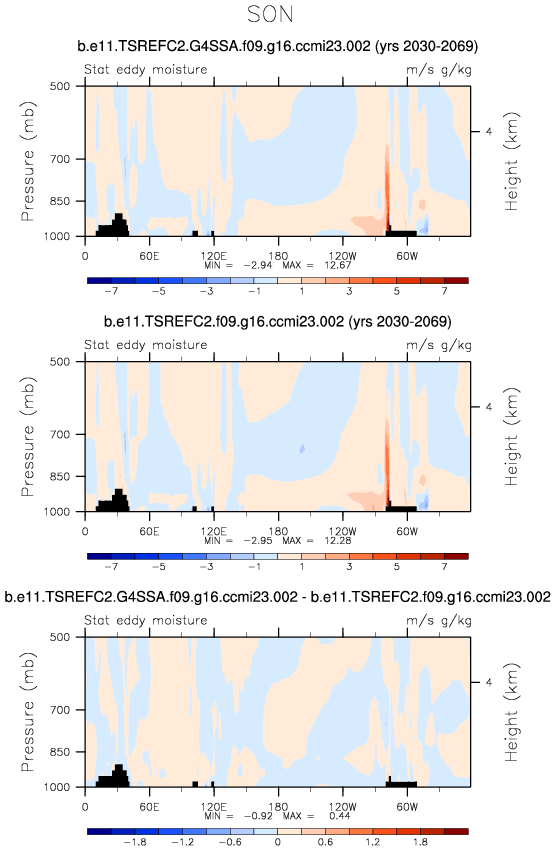 SON
b.e11.TSREFC2.G4SSA.f09.g16.ccmi23.002 (yrs 2030-2069)
Stat eddy moisture m/s g/kg
Pressure (mb)
500
700
850
1000
4
Height (km)
0 60E 120E 180 120W 60W
MIN = -2.94 MAX = 12.67
-7 -5 -3 -1 1 3 5 7
b.e11.TSREFC2.f09.g16.ccmi23.002 (yrs 2030-2069)
Stat eddy moisture m/s g/kg
Pressure (mb)
500
700
850
1000
4
Height (km)
0 60E 120E 180 120W 60W
MIN = -2.95 MAX = 12.28
-7 -5 -3 -1 1 3 5 7
b.e11.TSREFC2.G4SSA.f09.g16.ccmi23.002 - b.e11.TSREFC2.f09.g16.ccmi23.002
Stat eddy moisture m/s g/kg
Pressure (mb)
500
700
850
1000
4
Height (km)
0 60E 120E 180 120W 60W
MIN = -0.92 MAX = 0.44
-1.8 -1.2 -0.6 0 0.6 1.2 1.8